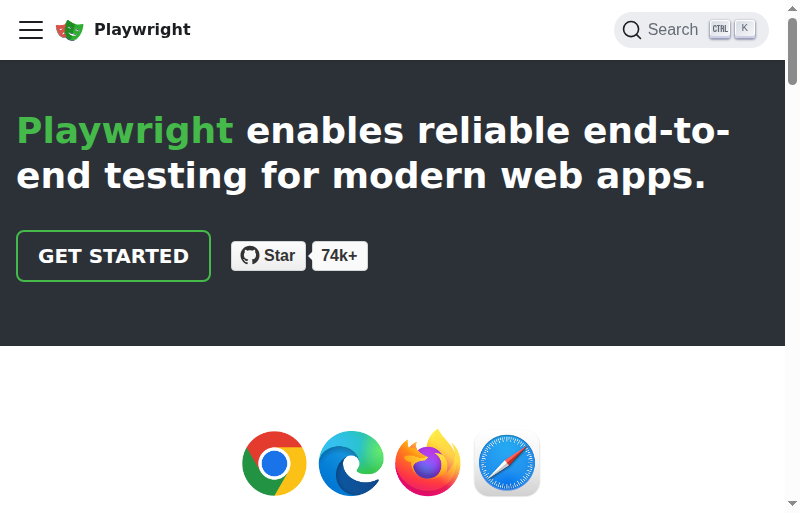 Playwright
Search CTRL K
Playwright enables reliable end-to-
end testing for modern web apps.
GET STARTED
Star 74k+